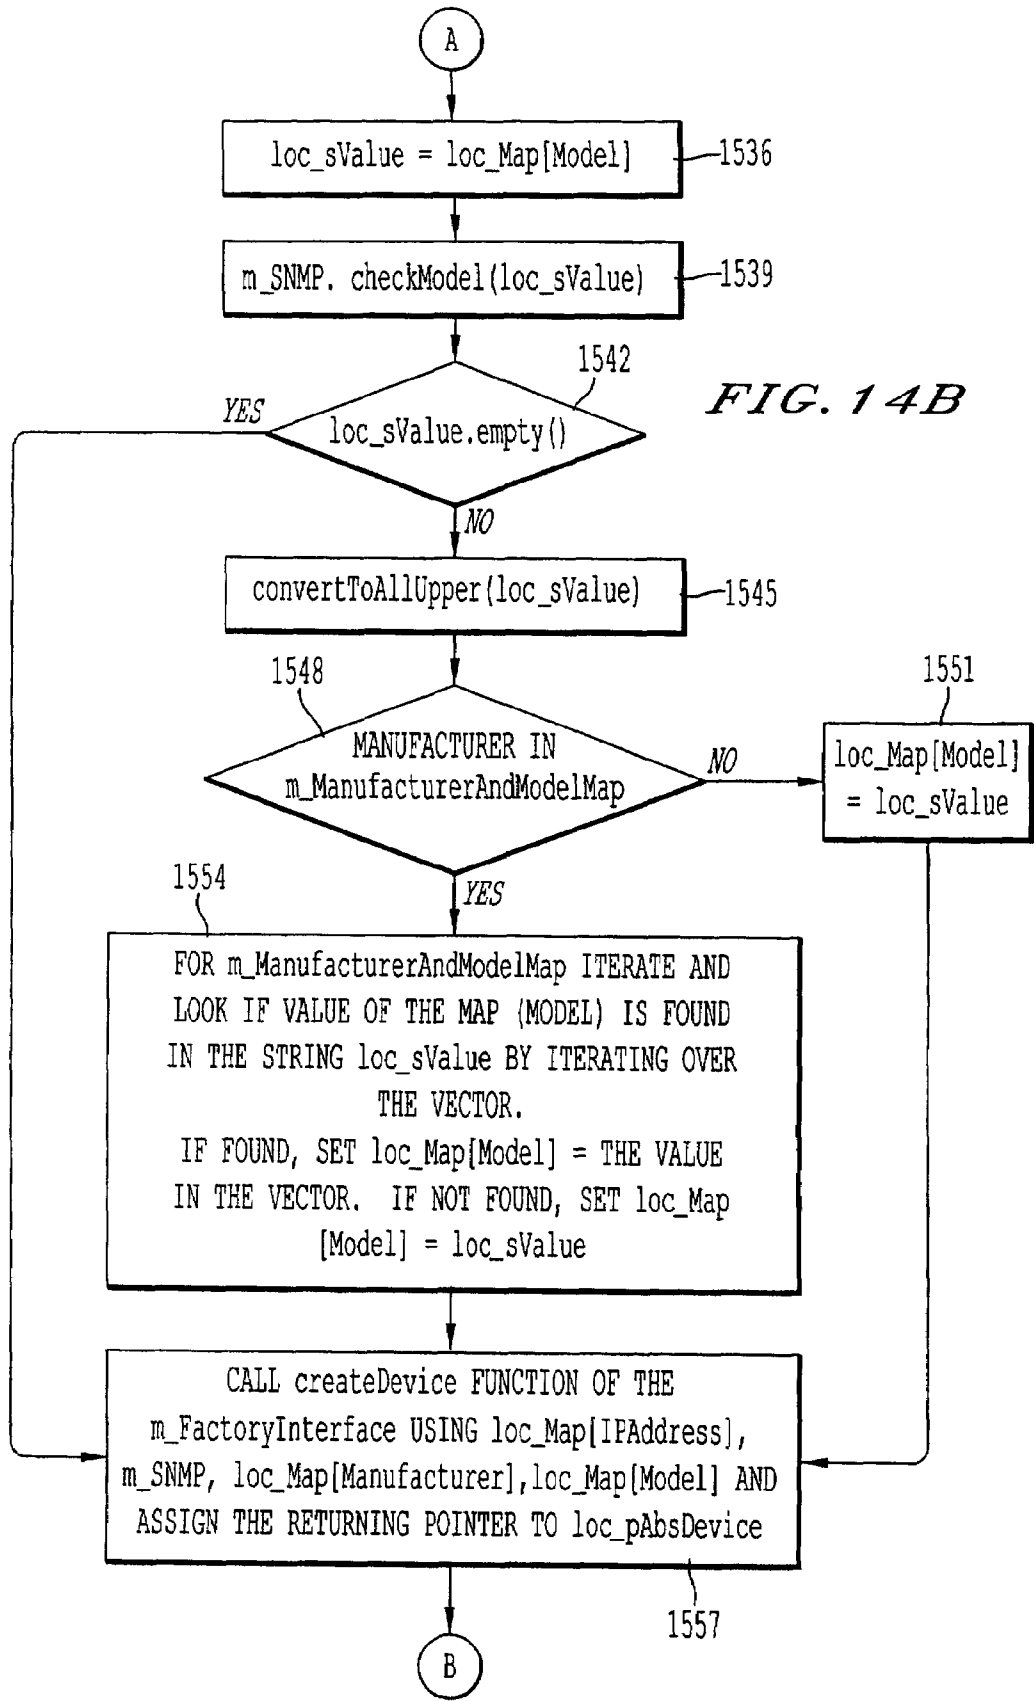 A
loc_sValue = loc_Map[Model]
1536
m_SNMP. checkModel(loc_sValue)
1539
1542
FIG. 14B
YES
loc_sValue.empty()
NO
convertToAllUpper(loc_sValue)
1545
1548
1551
MANUFACTURER IN
m_ManufacturerAndModelMap
NO
loc_Map[Model]
= loc_sValue
1554
YES
FOR m_ManufacturerAndModelMap ITERATE AND
LOOK IF VALUE OF THE MAP (MODEL) IS FOUND
IN THE STRING loc_sValue BY ITERATING OVER
THE VECTOR.
IF FOUND, SET loc_Map[Model] = THE VALUE
IN THE VECTOR. IF NOT FOUND, SET loc_Map
[Model] = loc_sValue
CALL createDevice FUNCTION OF THE
m_FactoryInterface USING loc_Map[IPAddress],
m_SNMP, loc_Map[Manufacturer],loc_Map[Model] AND
ASSIGN THE RETURNING POINTER TO loc_pAbsDevice
1557
B